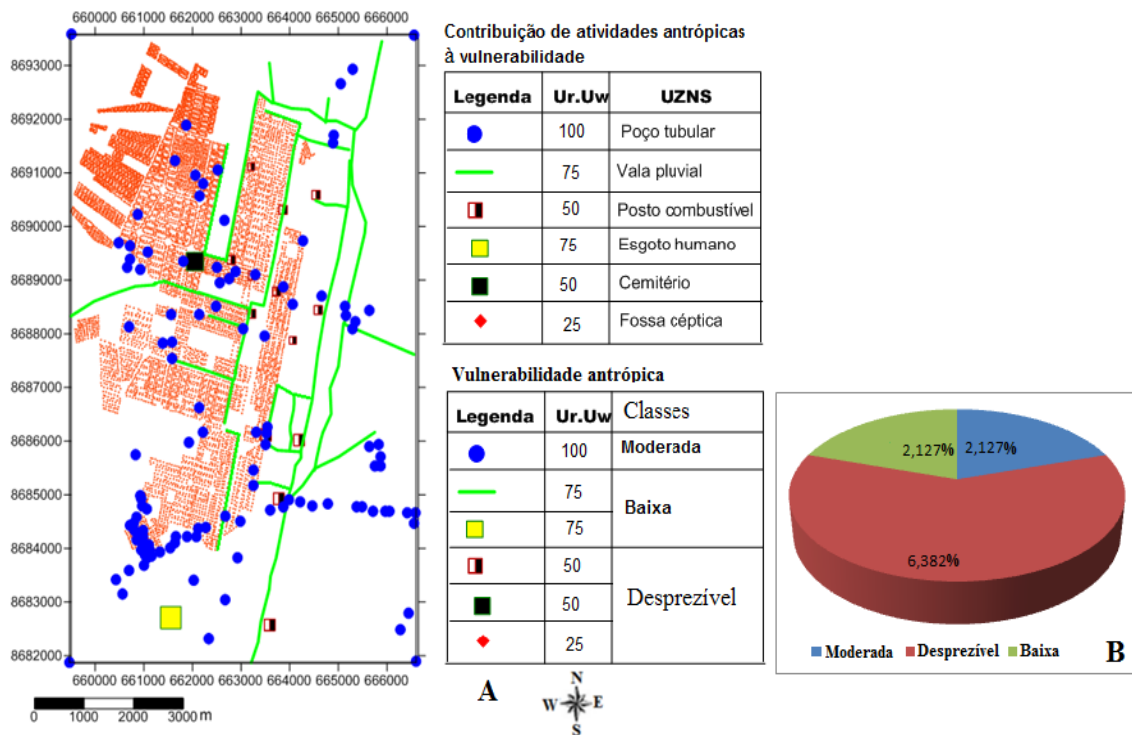 660000 661000 662000 663000 664000 665000 666000
8693000
8692000
8691000
8690000
8689000
8688000
8687000
8686000
8685000
8684000
8683000
8682000
660000 661000 662000 663000 664000 665000 666000
0 1000 2000 3000 m
Contribuição de atividades antrópicas
à vulnerabilidade
Legenda Ur.Uw UZNS
100 Poço tubular
75 Vala pluvial
50 Posto combustível
75 Esgoto humano
50 Cemitério
25 Fossa céptica
Vulnerabilidade antrópica
Legenda Ur.Uw Classes
100 Moderada
75
Baixa
75
50
50 Desprezível
25
A
N
W E
S
2,127% 2,127%
6,382%
Moderada Desprezível Baixa
B